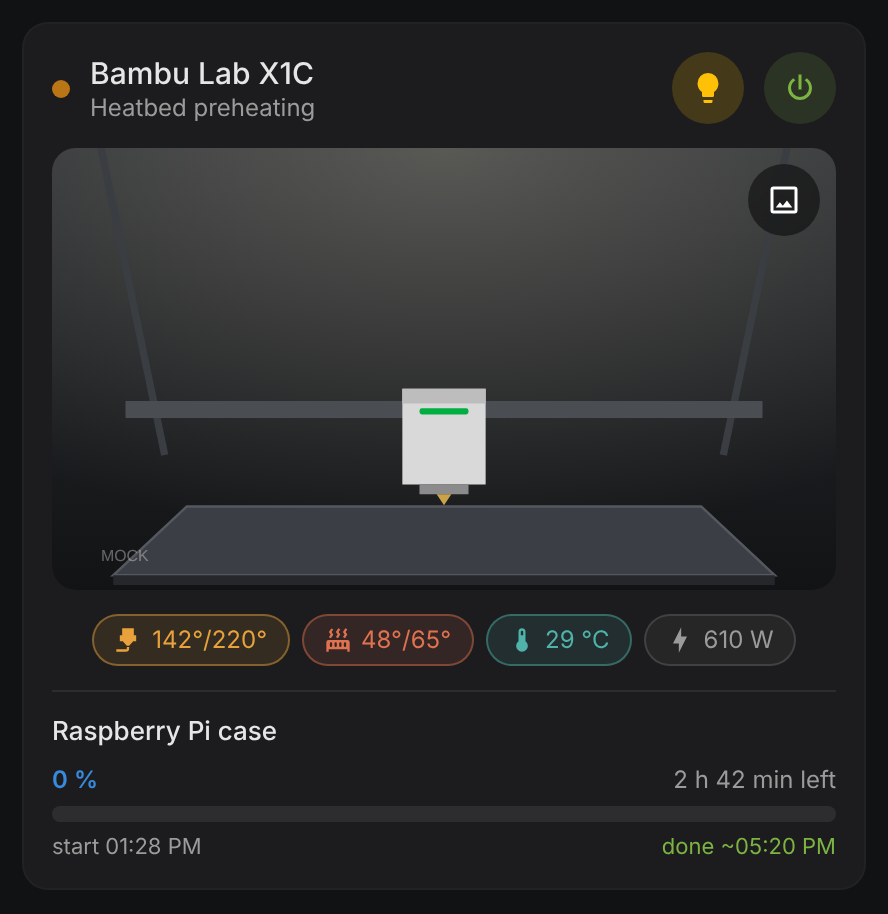 Bambu Lab X1C
Heatbed preheating
MOCK
142°/220°
48°/65°
29 °C
610 W
Raspberry Pi case
0 %
2 h 42 min left
start 01:28 PM
done ~05:20 PM